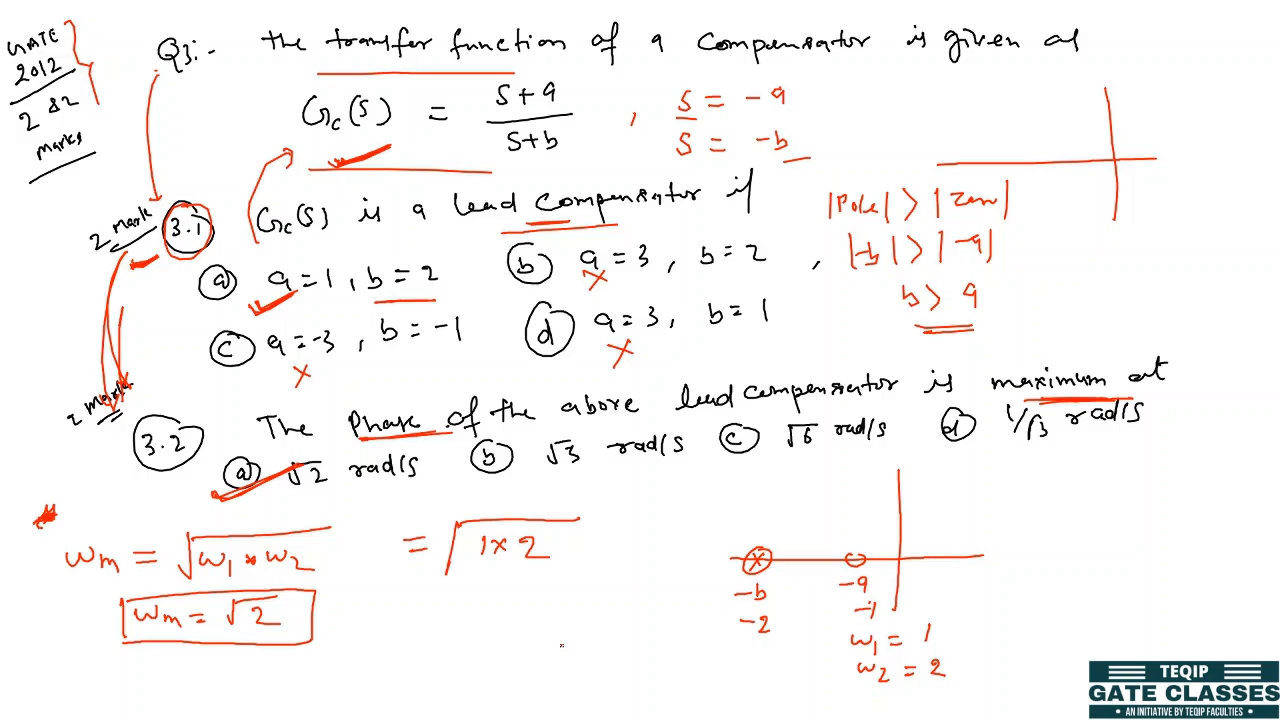 GATE
2012
2 & 2
marks
Q3:- The transfer function of a compensator is given as
Gc(s) = (s+a)/(s+b) , s = -a
s = -b
2 mark
3.1 Gc(s) is a lead compensator if
|Pole| > |Zero|
(a) a=1, b=2 (b) a=3, b=2 , |-b| > |-a|
(c) a=-3, b=-1 (d) a=3, b=1
b > a
2 mark
3.2 The Phase of the above lead compensator is maximum at
(a) √2 rad/s (b) √3 rad/s (c) √6 rad/s (d) 1/√3 rad/s
ωm = √ω1 * ω2 = √1×2
ωm = √2
-b -a
-2 -1
ω1 = 1
ω2 = 2
TEQIP
GATE CLASSES
AN INITIATIVE BY TEQIP FACULTIES